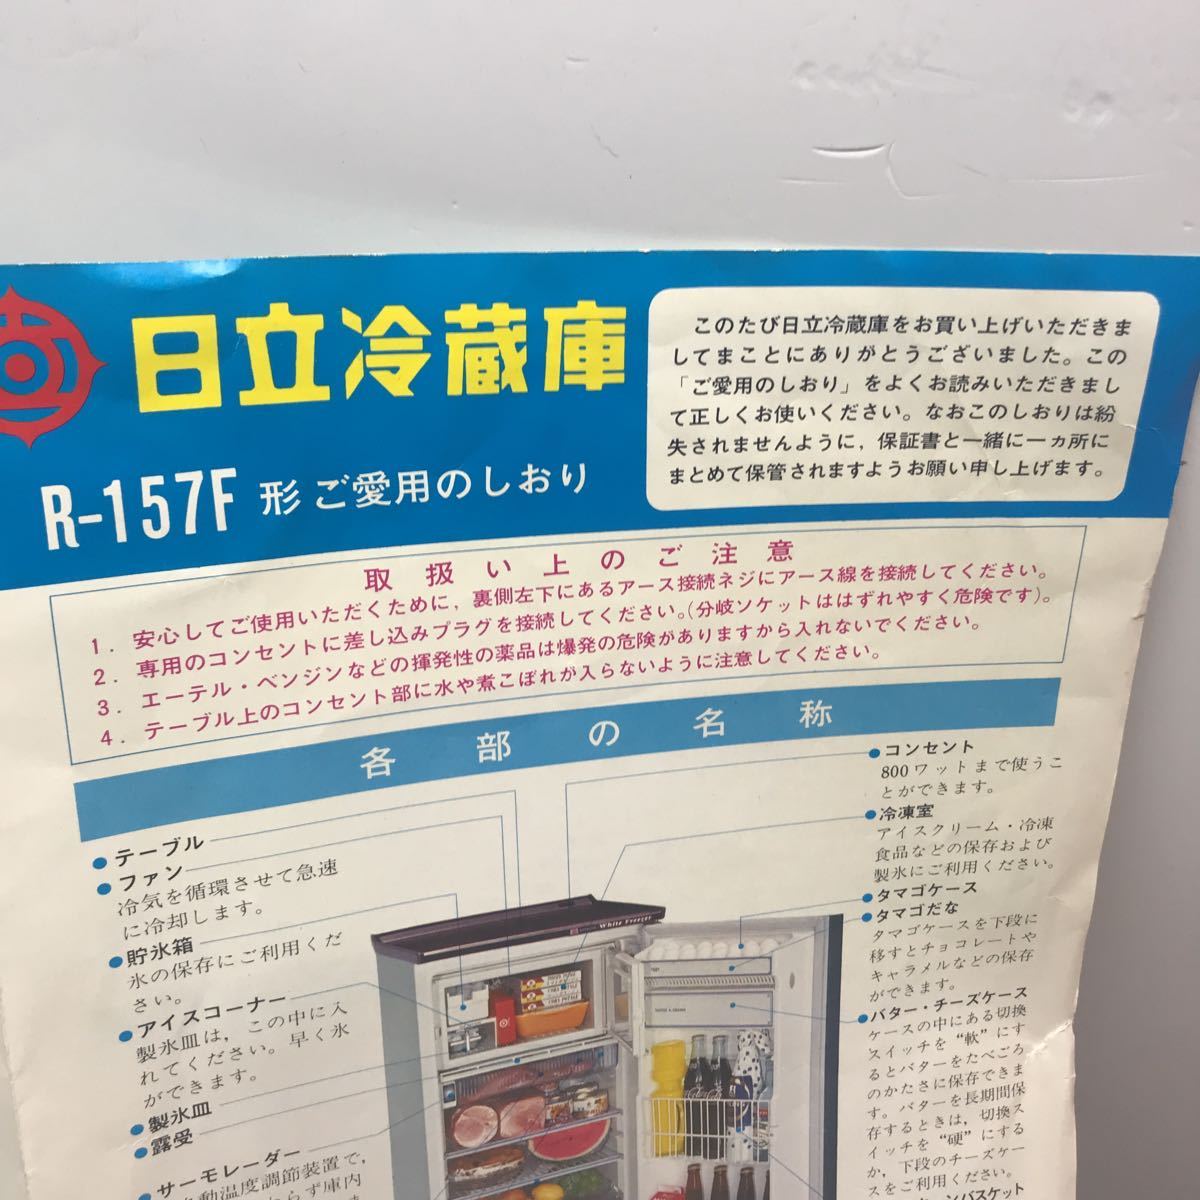 日立冷蔵庫
R-157F 形 ご愛用のしおり
このたび日立冷蔵庫をお買い上げいただきま
してまことにありがとうございました。この
「ご愛用のしおり」をよくお読みいただきまし
て正しくお使いください。なおこのしおりは紛
失されませんように,保証書と一緒に一ヵ所に
まとめて保管されますようお願い申し上げます。
取扱い上のご注意
1. 安心してご使用いただくために,裏側左下にあるアース接続ネジにアース線を接続してください。
2. 専用のコンセントに差し込みプラグを接続してください。(分岐ソケットははずれやすく危険です)。
3. エーテル・ベンジンなどの揮発性の薬品は爆発の危険がありますから入れないでください。
4. テーブル上のコンセント部に水や煮こぼれが入らないように注意してください。
各部の名称
●テーブル
●ファン
冷気を循環させて急速
に冷却します。
●貯氷箱
氷の保存にご利用くだ
さい。
●アイスコーナー
製氷皿は,この中に入
れてください。早く氷
ができます。
●製氷皿
●露受
●サーモレーダー
動温度調節装置で,
らず庫内
White Freezer
●コンセント
800ワットまで使うこ
とができます。
●冷凍室
アイスクリーム・冷凍
食品などの保存および
製氷にご利用ください。
●タマゴケース
●タマゴだな
タマゴケースを下段に
移すとチョコレートや
キャラメルなどの保存
ができます。
●バター・チーズケース
ケースの中にある切換
スイッチを“軟”にす
るとバターをたべごろ
のかたさに保存できま
す。バターを長期間保
存するときは,切換ス
イッチを“硬”にする
か,下段のチーズケー
スをご利用ください。
ンバスケット